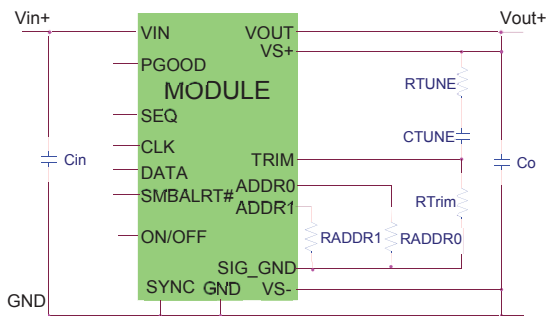 Vin+
Vout+
VIN
VOUT
VS+
PGOOD
RTUNE
MODULE
SEQ
CTUNE
CLK
Cin
TRIM
Co
DATA
ADDR0
SMBALRT#
RTrim
ADDR1
ON/OFF
RADDR1
RADDR0
SIG_GND
SYNC
GND
VS-
GND